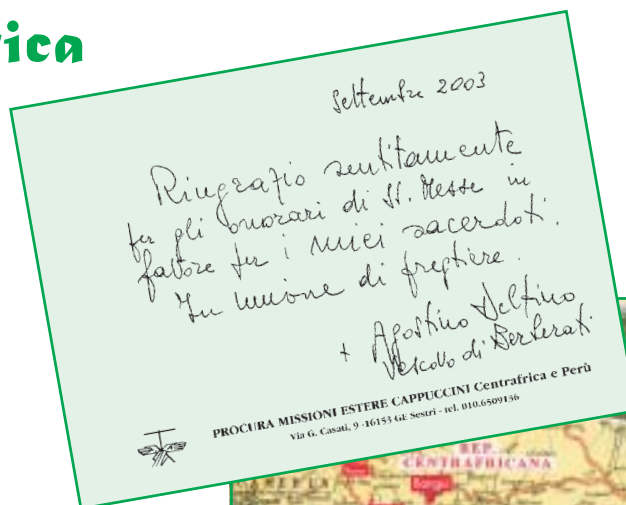 rica
Settembre 2003
Ringrazio sentitamente
per gli onorari di SS. Messe in
favore per i miei sacerdoti.
In unione di preghiere.
+ Agostino Delfino
Vescovo di Berberati
PROCURA MISSIONI ESTERE CAPPUCCINI Centrafrica e Perù
Via G. Casati, 9 -16153 GE Sestri - tel. 010.6509136
REP.
CENTRAFRICANA
Bangui